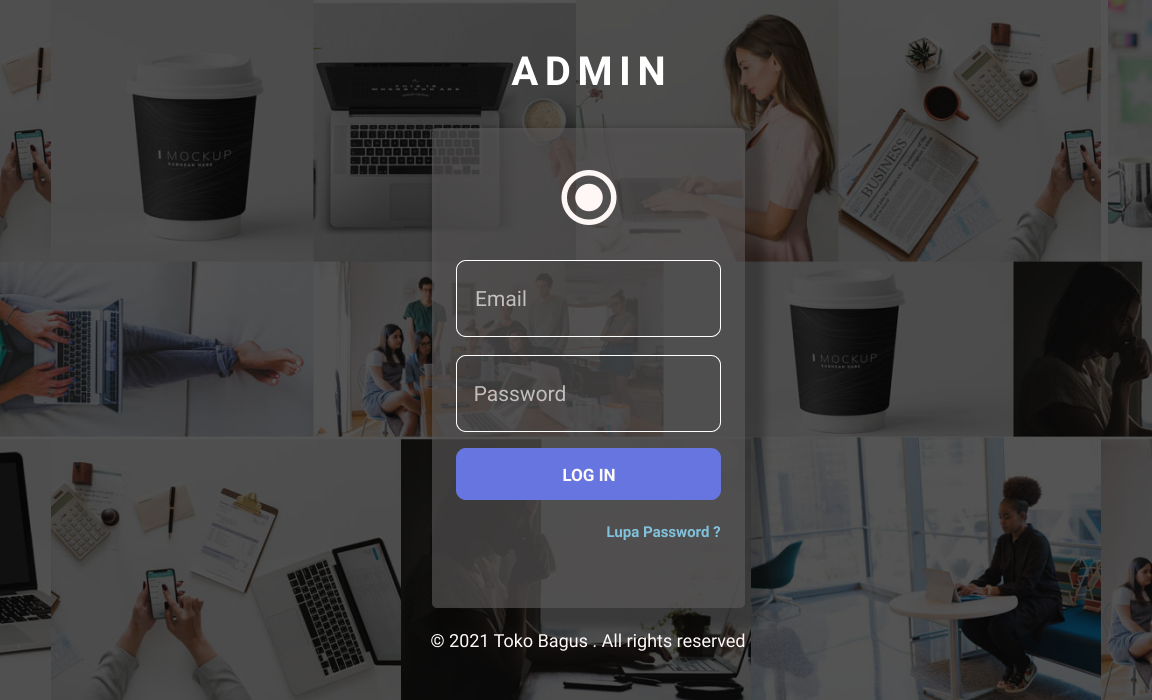 ADMIN
MOCKUP
BUSINESS
Email
Password
MOCKUP
LOG IN
Lupa Password ?
© 2021 Toko Bagus . All rights reserved